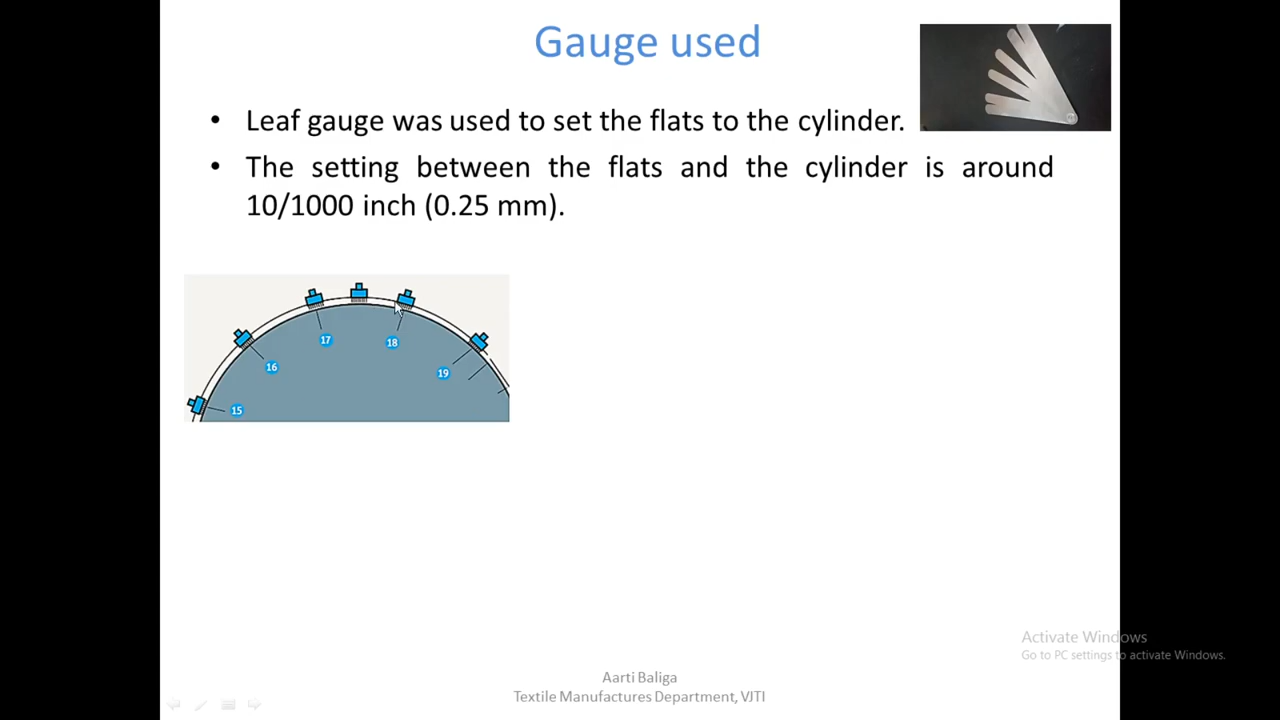 Gauge used
• Leaf gauge was used to set the flats to the cylinder.
• The setting between the flats and the cylinder is around
10/1000 inch (0.25 mm).
17
18
16
19
15
Activate Windows
Go to PC settings to activate Windows.
Aarti Baliga
Textile Manufactures Department, VJTI